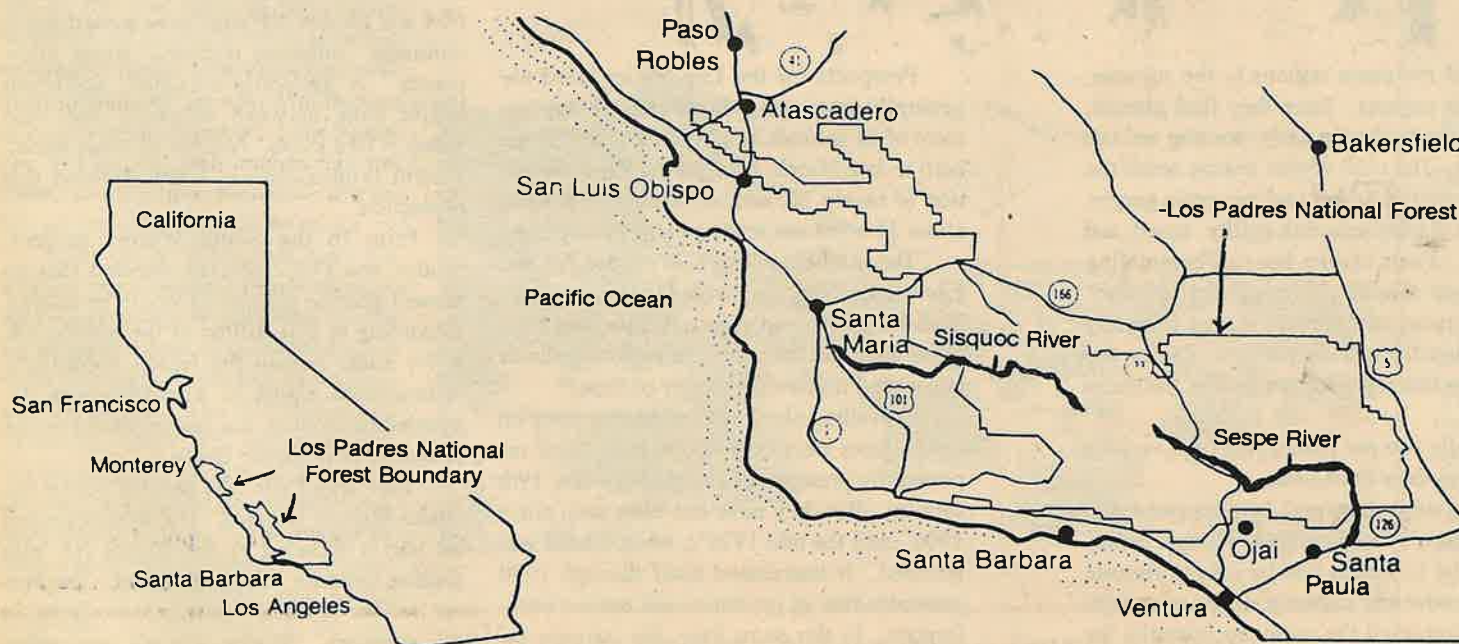 Paso
Robles
41
Atascadero
Bakersfield
San Luis Obispo
California
-Los Padres National Forest
Pacific Ocean
166
Santa
Maria
Sisquoc River
5
101
San Francisco
Sespe River
Los Padres National
Forest Boundary
Monterey
126
Santa Barbara
Ojai
Santa
Paula
Santa Barbara
Los Angeles
Ventura